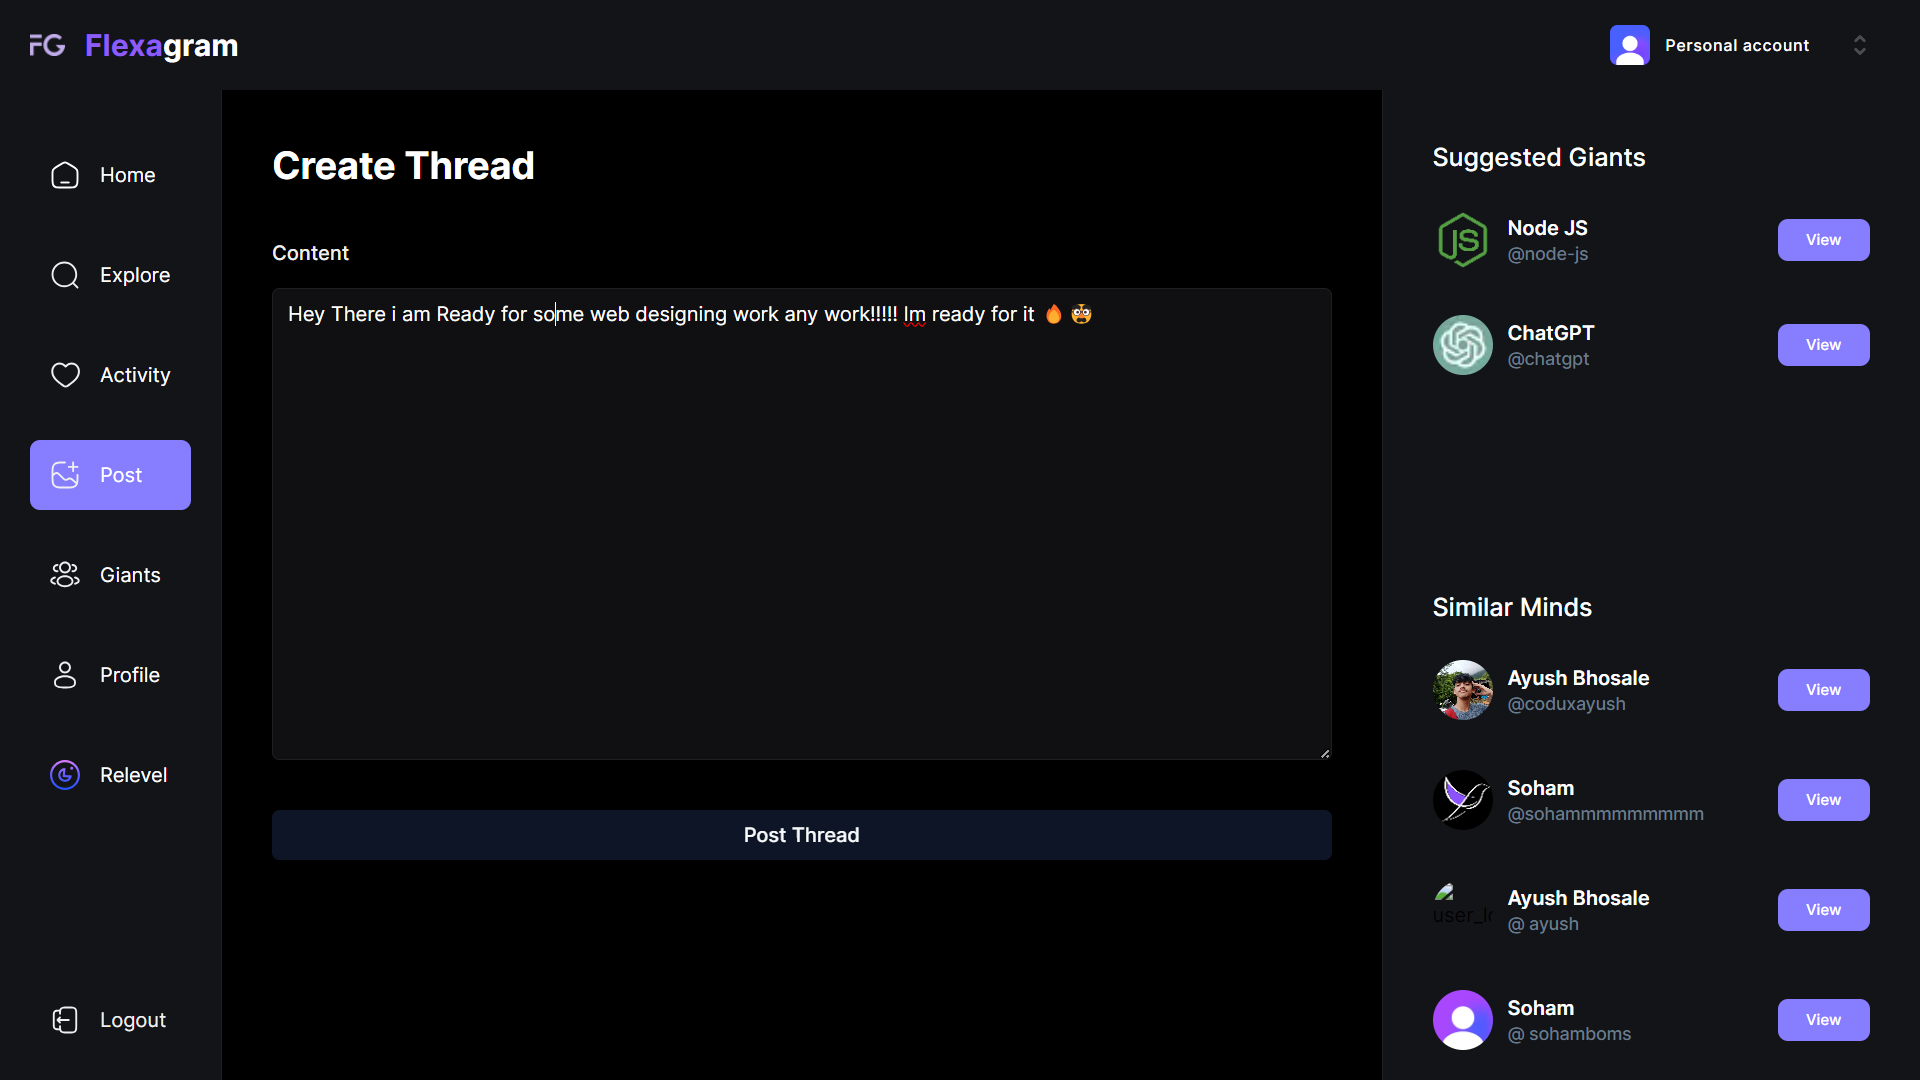 FG Flexagram
Personal account
Home
Explore
Activity
Post
Giants
Profile
Relevel
Logout
Create Thread
Content
Hey There i am Ready for some web designing work any work!!!!! Im ready for it 🔥
Post Thread
Suggested Giants
Node JS
@node-js
View
ChatGPT
@chatgpt
View
Similar Minds
Ayush Bhosale
@coduxayush
View
Soham
@sohammmmmmmmm
View
user_lo
Ayush Bhosale
@ ayush
View
Soham
@ sohamboms
View